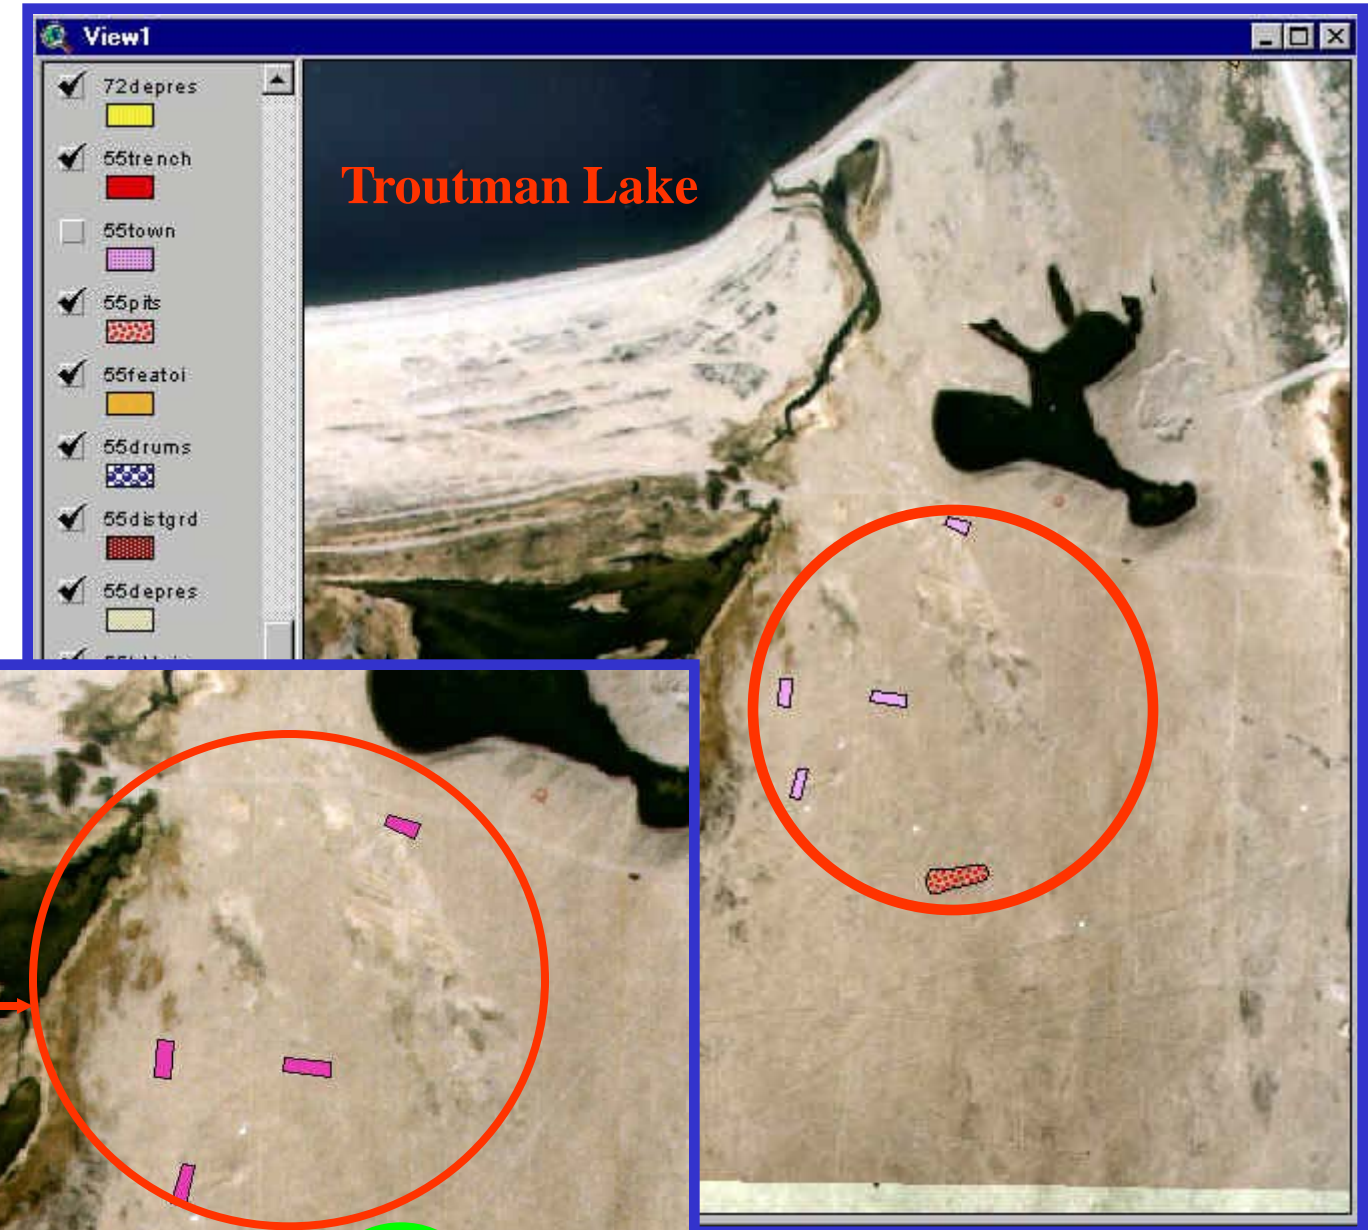 View1
72depres
55trench
55town
55pits
55featoi
55drums
55distgrd
55depres
Troutman Lake